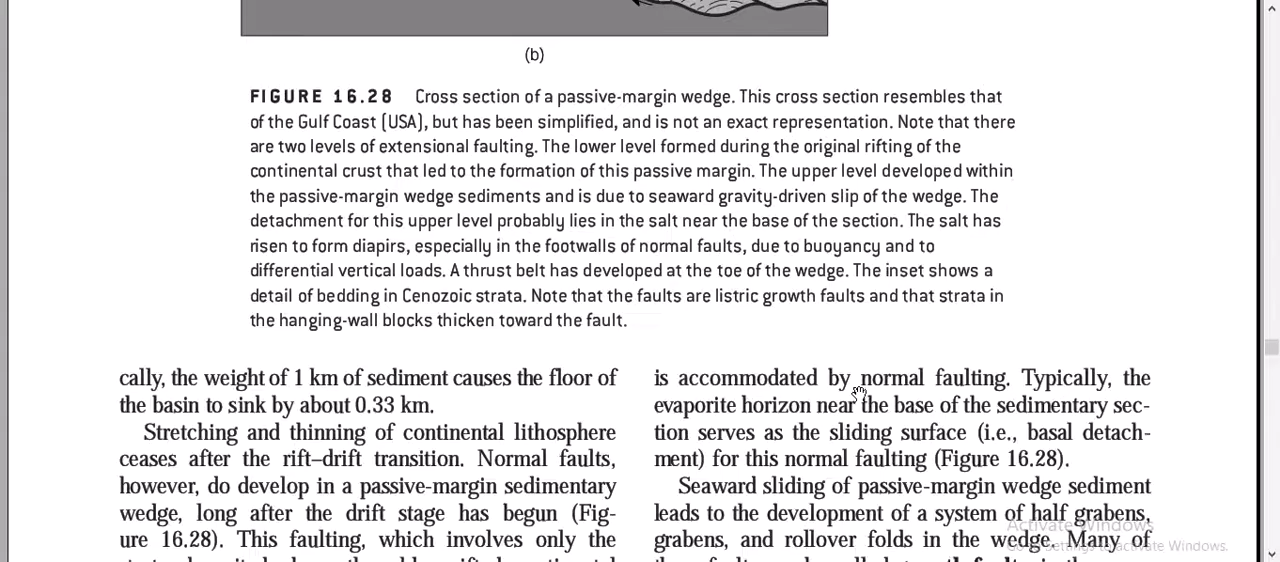 (b)
FIGURE 16.28 Cross section of a passive-margin wedge. This cross section resembles that
of the Gulf Coast (USA), but has been simplified, and is not an exact representation. Note that there
are two levels of extensional faulting. The lower level formed during the original rifting of the
continental crust that led to the formation of this passive margin. The upper level developed within
the passive-margin wedge sediments and is due to seaward gravity-driven slip of the wedge. The
detachment for this upper level probably lies in the salt near the base of the section. The salt has
risen to form diapirs, especially in the footwalls of normal faults, due to buoyancy and to
differential vertical loads. A thrust belt has developed at the toe of the wedge. The inset shows a
detail of bedding in Cenozoic strata. Note that the faults are listric growth faults and that strata in
the hanging-wall blocks thicken toward the fault.
cally, the weight of 1 km of sediment causes the floor of
the basin to sink by about 0.33 km.
Stretching and thinning of continental lithosphere
ceases after the rift–drift transition. Normal faults,
however, do develop in a passive-margin sedimentary
wedge, long after the drift stage has begun (Fig-
ure 16.28). This faulting, which involves only the
is accommodated by normal faulting. Typically, the
evaporite horizon near the base of the sedimentary sec-
tion serves as the sliding surface (i.e., basal detach-
ment) for this normal faulting (Figure 16.28).
Seaward sliding of passive-margin wedge sediment
leads to the development of a system of half grabens,
grabens, and rollover folds in the wedge. Many of
Activate Windows
Go to Settings to activate Windows.